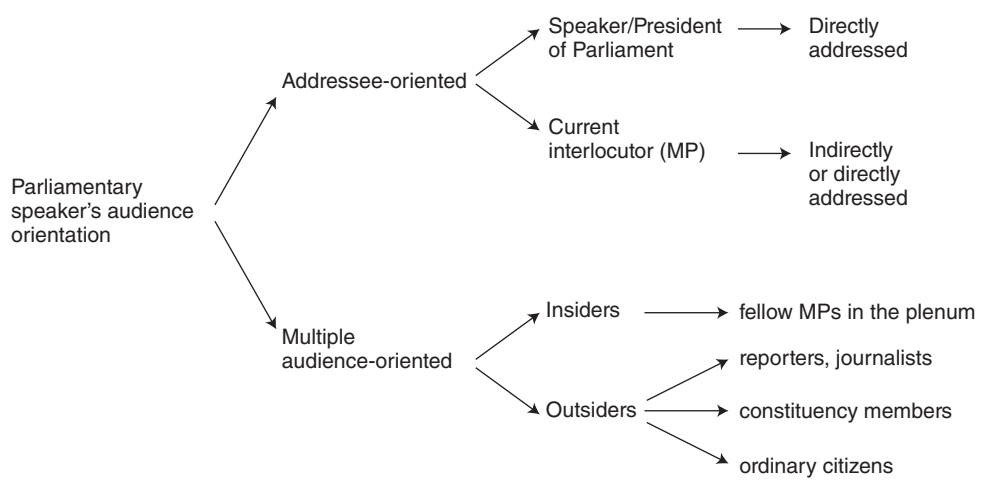 Speaker/President
of Parliament
Directly
addressed
Addressee-oriented
Current
interlocutor (MP)
Indirectly
or directly
addressed
Parliamentary
speaker's audience
orientation
Multiple
audience-oriented
Insiders
fellow MPs in the plenum
reporters, journalists
Outsiders
constituency members
ordinary citizens